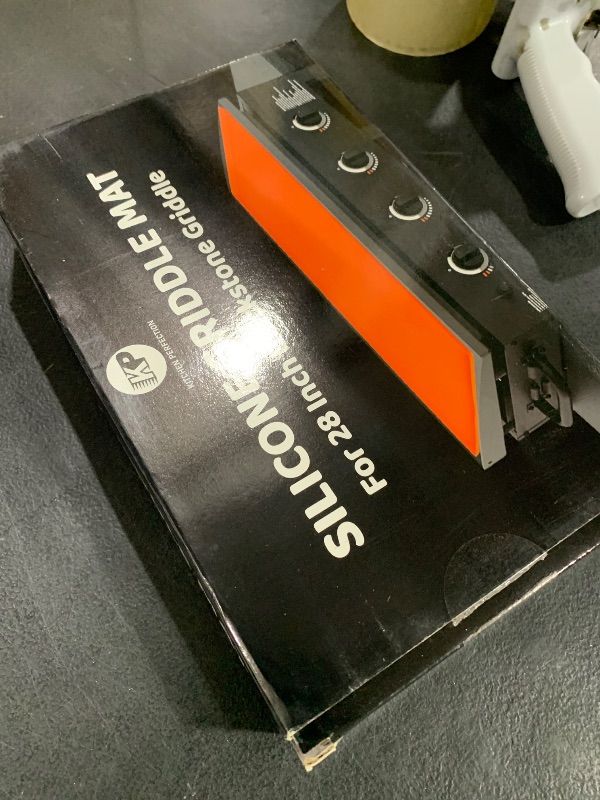 SILICONE GRIDDLE MAT
For 28 Inch Blackstone Griddle
KP
KITCHEN PERFECTION